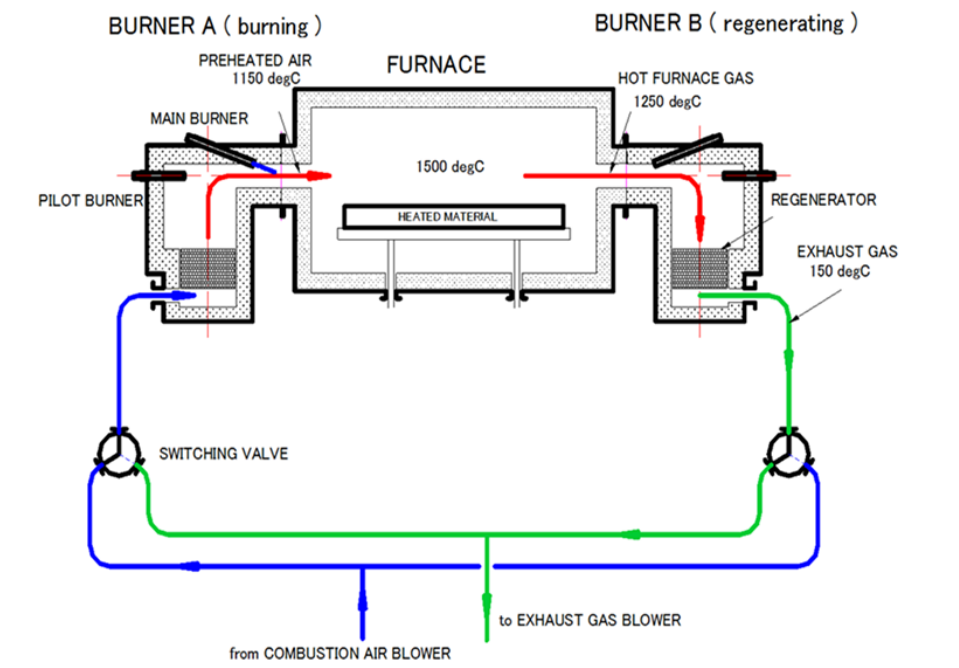 BURNER A ( burning )
BURNER B ( regenerating )
PREHEATED AIR
1150 degC
FURNACE
HOT FURNACE GAS
1250 degC
MAIN BURNER
1500 degC
PILOT BURNER
HEATED MATERIAL
REGENERATOR
EXHAUST GAS
150 degC
SWITCHING VALVE
to EXHAUST GAS BLOWER
from COMBUSTION AIR BLOWER